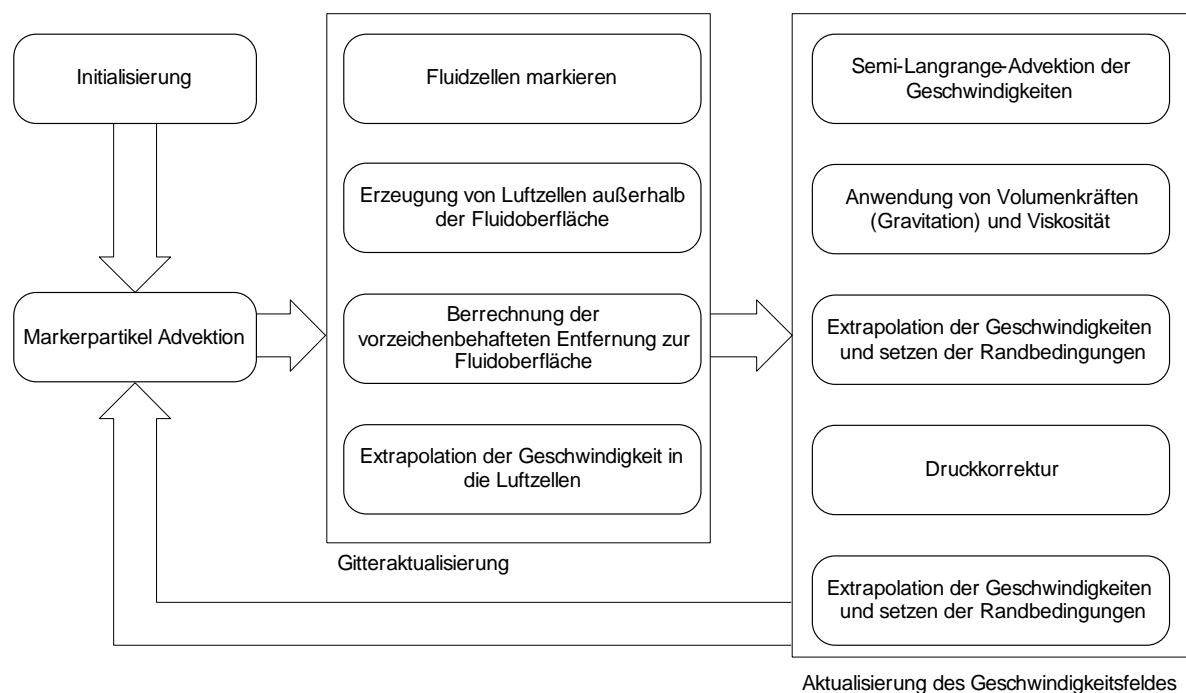 Initialisierung
Markerpartikel Advektion
Fluidzellen markieren
Erzeugung von Luftzellen außerhalb
der Fluidoberfläche
Berrechnung der
vorzeichenbehafteten Entfernung zur
Fluidoberfläche
Extrapolation der Geschwindigkeit in
die Luftzellen
Gitteraktualisierung
Semi-Langrange-Advektion der
Geschwindigkeiten
Anwendung von Volumenkräften
(Gravitation) und Viskosität
Extrapolation der Geschwindigkeiten
und setzen der Randbedingungen
Druckkorrektur
Extrapolation der Geschwindigkeiten
und setzen der Randbedingungen
Aktualisierung des Geschwindigkeitsfeldes